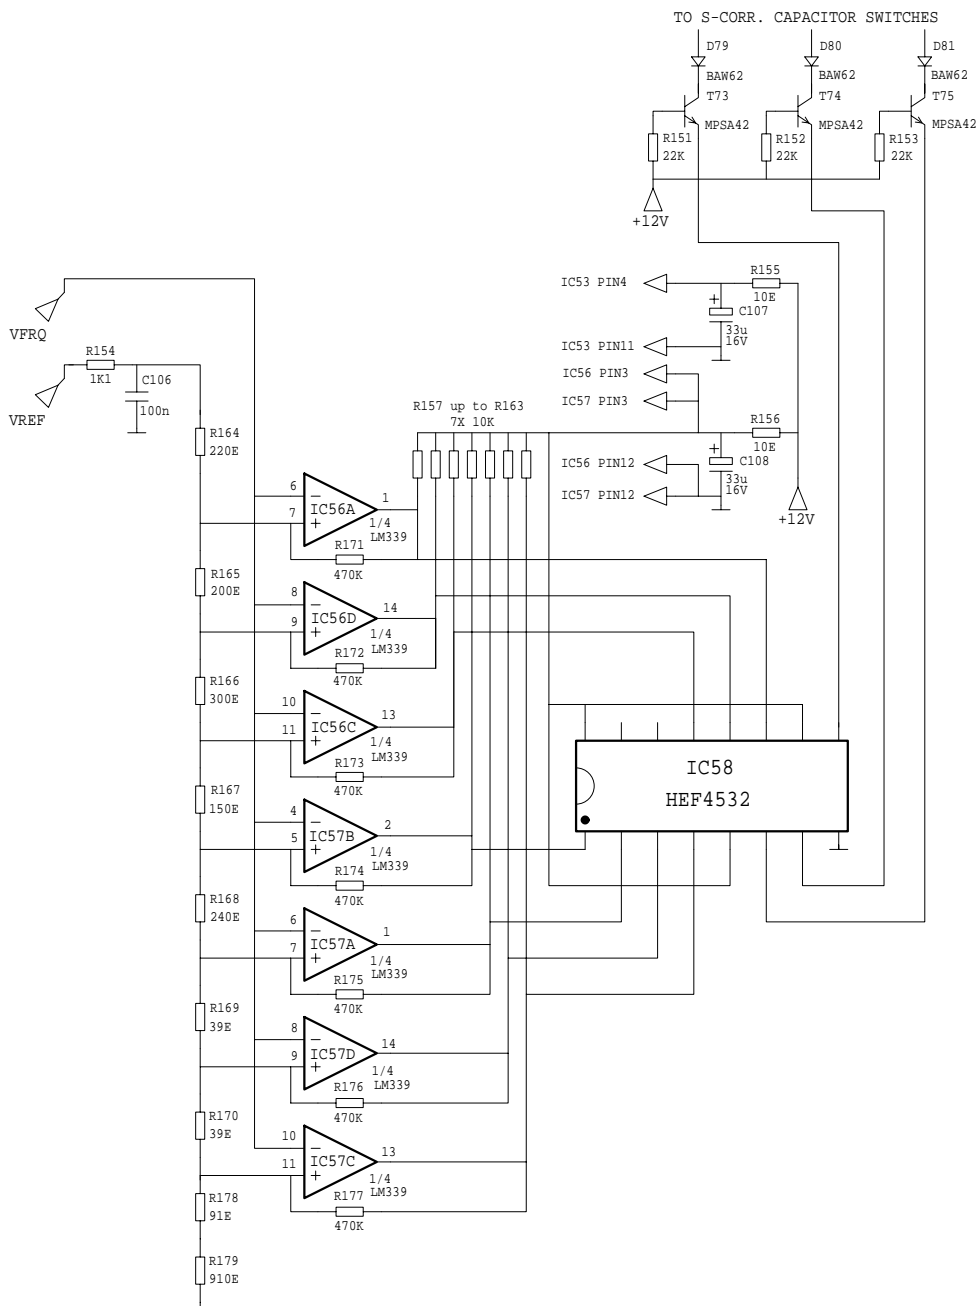 TO S-CORR. CAPACITOR SWITCHES
D79
D80
D81
BAW62
BAW62
BAW62
T73
T74
T75
MPSA42
MPSA42
MPSA42
R151
22K
R152
22K
R153
22K
+12V
VFRQ
VREF
R154
1K1
C106
100n
IC53 PIN4
R155
10E
+
C107
33u
16V
IC53 PIN11
IC56 PIN3
IC57 PIN3
R157 up to R163
7X 10K
R156
10E
+
C108
33u
16V
IC56 PIN12
IC57 PIN12
+12V
R164
220E
6
7
−
+
IC56A
1
1/4
LM339
R171
470K
R165
200E
8
9
−
+
IC56D
14
1/4
LM339
R172
470K
R166
300E
10
11
−
+
IC56C
13
1/4
LM339
R173
470K
IC58
HEF4532
R167
150E
4
5
−
+
IC57B
2
1/4
LM339
R174
470K
R168
240E
6
7
−
+
IC57A
1
1/4
LM339
R175
470K
R169
39E
8
9
−
+
IC57D
14
1/4
LM339
R176
470K
R170
39E
10
11
−
+
IC57C
13
1/4
LM339
R177
470K
R178
91E
R179
910E